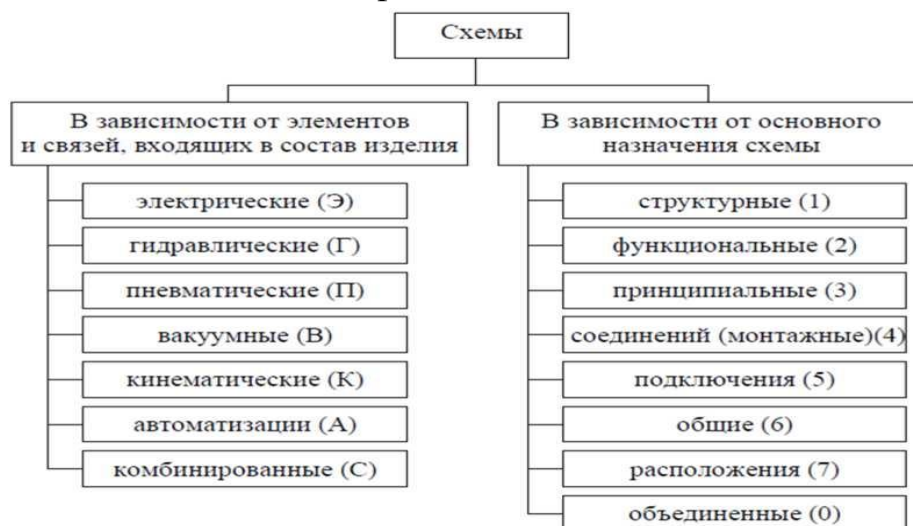 Схемы
В зависимости от элементов
и связей, входящих в состав изделия
электрические (Э)
гидравлические (Г)
пневматические (П)
вакуумные (В)
кинематические (К)
автоматизации (А)
комбинированные (С)
В зависимости от основного
назначения схемы
структурные (1)
функциональные (2)
принципиальные (3)
соединений (монтажные)(4)
подключения (5)
общие (6)
расположения (7)
объединенные (0)